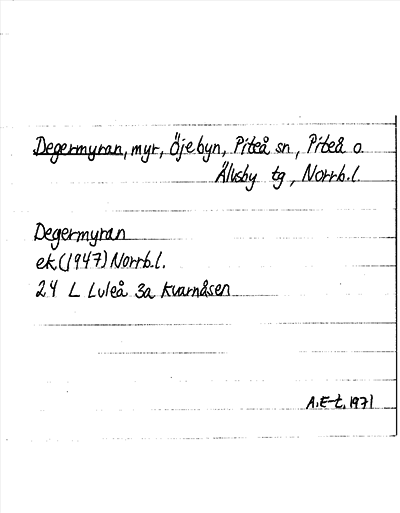 Degermyran, myr, Öjebyn, Piteå sn, Piteå o.
Älvsby tg, Norrb.l.
Degermyran
ek.(1947) Norrb.l.
24 L Luleå 3a Kvarnåsen
A.E-t. 1971